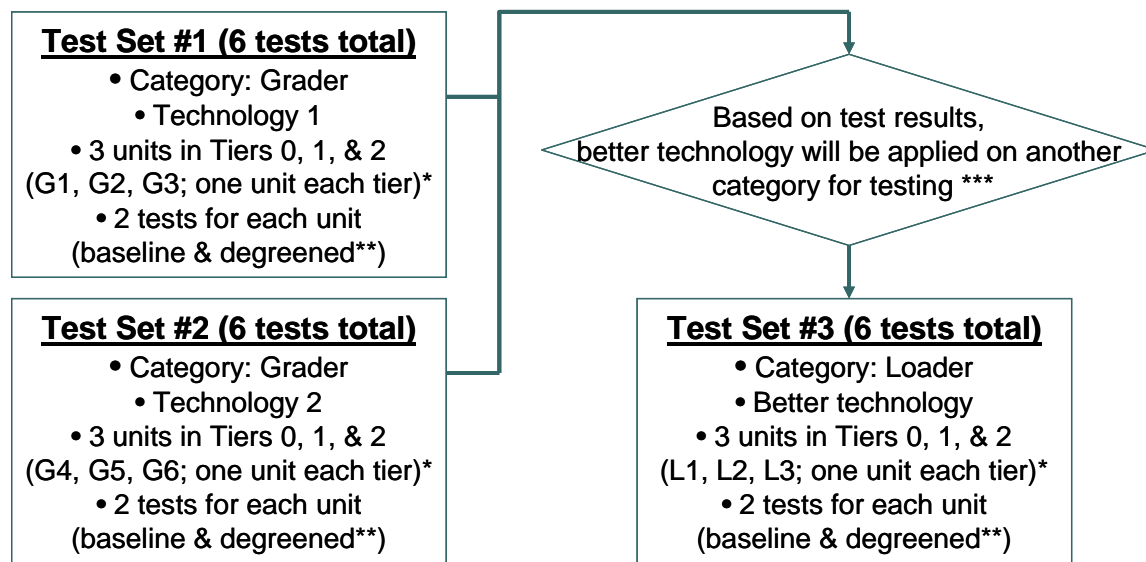 Test Set #1 (6 tests total)
• Category: Grader
• Technology 1
• 3 units in Tiers 0, 1, & 2
(G1, G2, G3; one unit each tier)*
• 2 tests for each unit
(baseline & degreened**)
Test Set #2 (6 tests total)
• Category: Grader
• Technology 2
• 3 units in Tiers 0, 1, & 2
(G4, G5, G6; one unit each tier)*
• 2 tests for each unit
(baseline & degreened**)
Based on test results,
better technology will be applied on another
category for testing ***
Test Set #3 (6 tests total)
• Category: Loader
• Better technology
• 3 units in Tiers 0, 1, & 2
(L1, L2, L3; one unit each tier)*
• 2 tests for each unit
(baseline & degreened**)